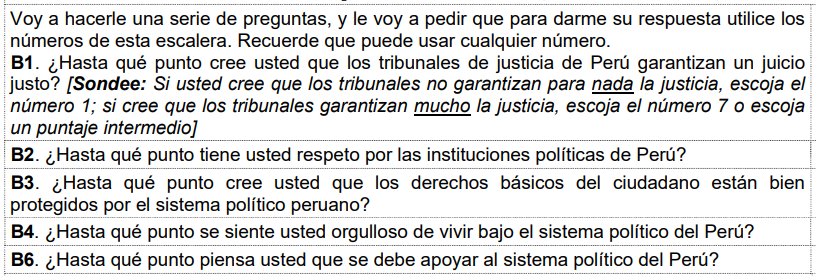 Voy a hacerle una serie de preguntas, y le voy a pedir que para darme su respuesta utilice los
números de esta escalera. Recuerde que puede usar cualquier número.
B1. ¿Hasta qué punto cree usted que los tribunales de justicia de Perú garantizan un juicio
justo? [Sondee: Si usted cree que los tribunales no garantizan para nada la justicia, escoja el
número 1; si cree que los tribunales garantizan mucho la justicia, escoja el número 7 o escoja
un puntaje intermedio]
B2. ¿Hasta qué punto tiene usted respeto por las instituciones políticas de Perú?
B3. ¿Hasta qué punto cree usted que los derechos básicos del ciudadano están bien
protegidos por el sistema político peruano?
B4. ¿Hasta qué punto se siente usted orgulloso de vivir bajo el sistema político del Perú?
B6. ¿Hasta qué punto piensa usted que se debe apoyar al sistema político del Perú?